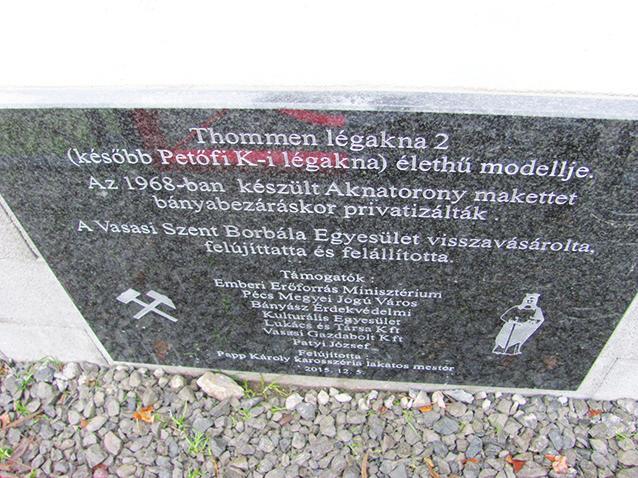 Thommen légakna 2
(később Petőfi K-i légakna) élethű modellje.
Az 1968-ban készült Aknatorony makettet
bányabezáráskor privatizálták
A Vasasi Szent Borbála Egyesület visszavásárolta,
felújíttatta és felállította.
Támogatók :
Emberi Erőforrás Minisztérium
Pécs Megyei Jogú Város
Bányász Érdekvédelmi
Kulturális Egyesület
Lukács és Társa Kft
Vasasi Gazdabolt Kft
Patyi József
Felújította :
Papp Károly karosszéria lakatos mester
2015. 12. 5.